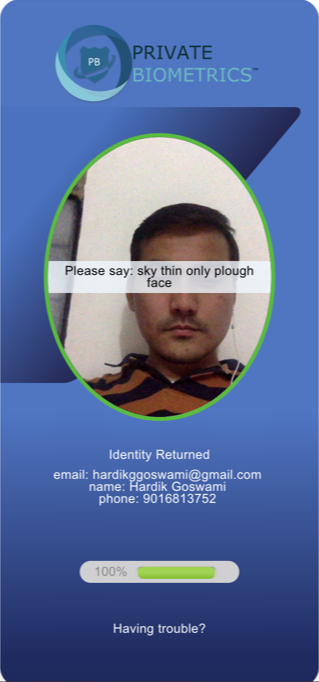 PB
PRIVATE
BIOMETRICS™
Please say: sky thin only plough
face
Identity Returned
email: hardikggoswami@gmail.com
name: Hardik Goswami
phone: 9016813752
100%
Having trouble?